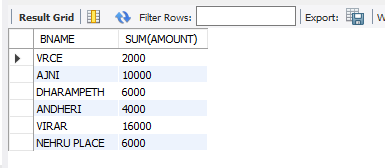 Result Grid Filter Rows: Export: W
BNAME SUM(AMOUNT)
VRCE 2000
AJNI 10000
DHARAMPETH 6000
ANDHERI 4000
VIRAR 16000
NEHRU PLACE 6000